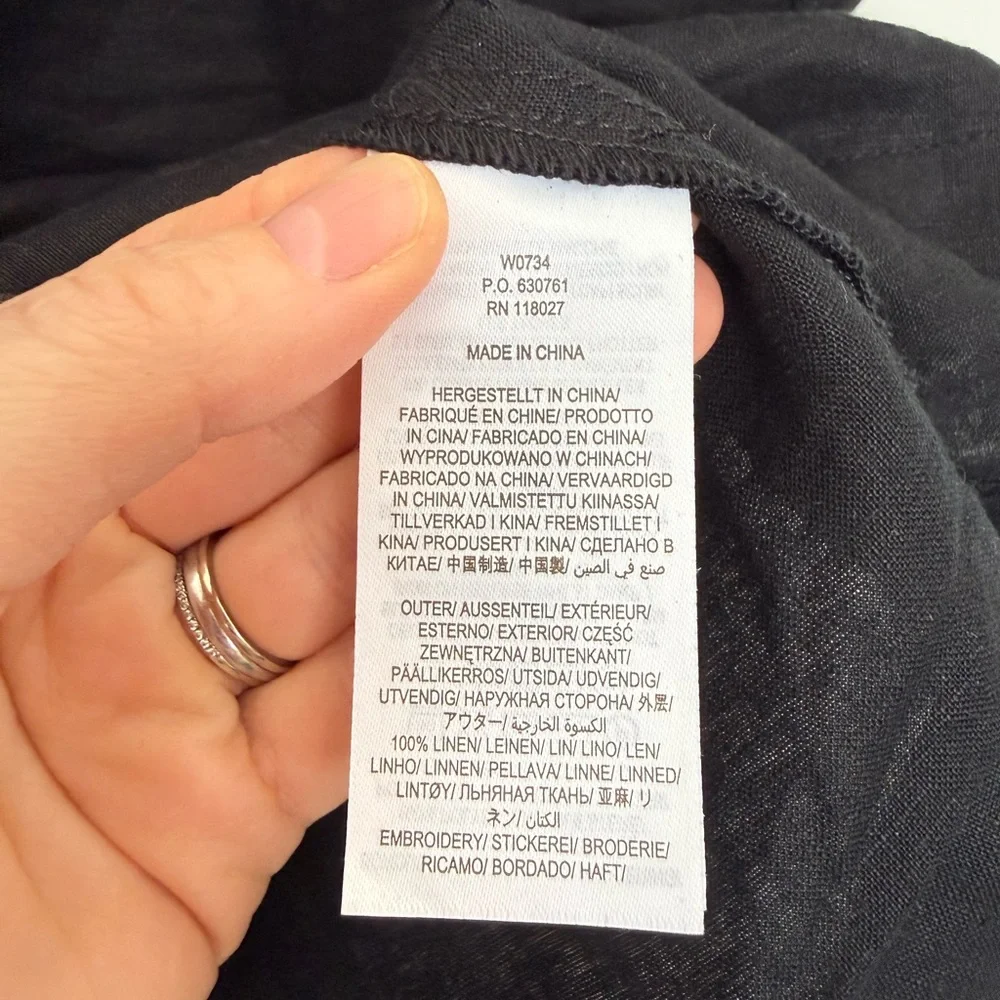 W0734
P.O. 630761
RN 118027
MADE IN CHINA
HERGESTELLT IN CHINA/
FABRIQUÉ EN CHINE/ PRODOTTO
IN CINA/ FABRICADO EN CHINA/
WYPRODUKOWANO W CHINACH/
FABRICADO NA CHINA/ VERVAARDIGD
IN CHINA/ VALMISTETTU KIINASSA/
TILLVERKAD I KINA/ FREMSTILLET I
KINA/ PRODUSERT I KINA/ СДЕЛАНО В
КИТАЕ/ 中国制造/ 中国製/ صنع في الصين
OUTER/ AUSSENTEIL/ EXTÉRIEUR/
ESTERNO/ EXTERIOR/ CZĘŚĆ
ZEWNĘTRZNA/ BUITENKANT/
PÄÄLLIKERROS/ UTSIDA/ UDVENDIG/
UTVENDIG/ НАРУЖНАЯ СТОРОНА/ 外层/
アウター/ الكسوة الخارجية/
100% LINEN/ LEINEN/ LIN/ LINO/ LEN/
LINHO/ LINNEN/ PELLAVA/ LINNE/ LINNED/
LINTØY/ ЛЬНЯНАЯ ТКАНЬ/ 亚麻/ リ
ネン/ الكتان/
EMBROIDERY/ STICKEREI/ BRODERIE/
RICAMO/ BORDADO/ HAFT/